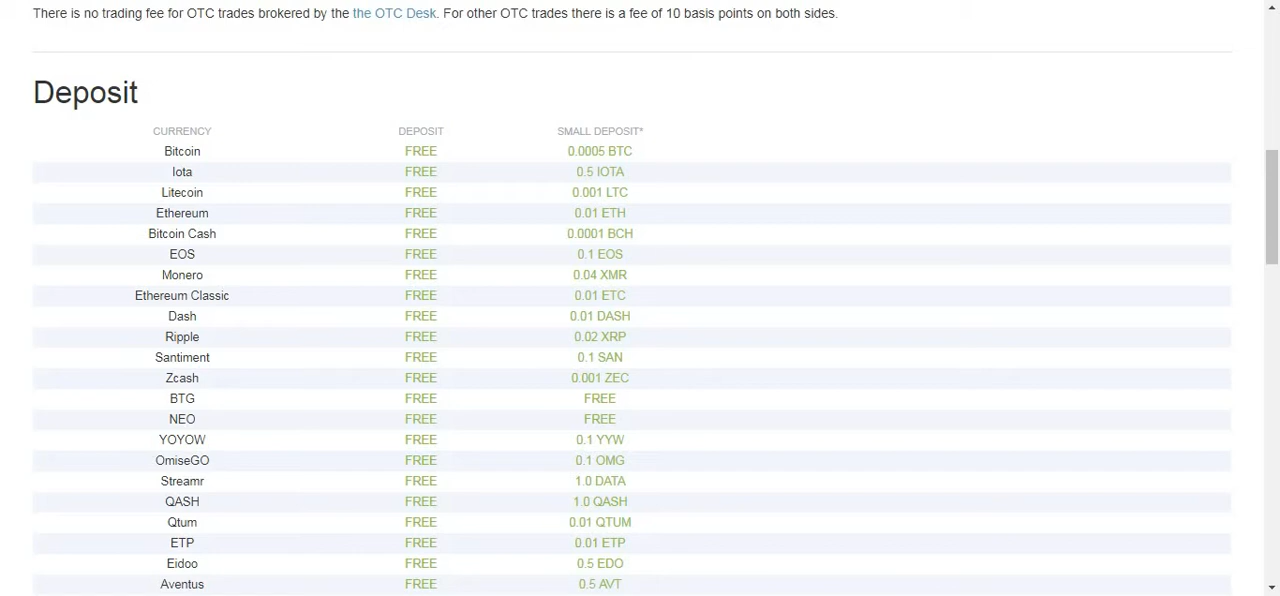 There is no trading fee for OTC trades brokered by the the OTC Desk. For other OTC trades there is a fee of 10 basis points on both sides.
Deposit
CURRENCY DEPOSIT SMALL DEPOSIT*
Bitcoin FREE 0.0005 BTC
Iota FREE 0.5 IOTA
Litecoin FREE 0.001 LTC
Ethereum FREE 0.01 ETH
Bitcoin Cash FREE 0.0001 BCH
EOS FREE 0.1 EOS
Monero FREE 0.04 XMR
Ethereum Classic FREE 0.01 ETC
Dash FREE 0.01 DASH
Ripple FREE 0.02 XRP
Santiment FREE 0.1 SAN
Zcash FREE 0.001 ZEC
BTG FREE FREE
NEO FREE FREE
YOYOW FREE 0.1 YYW
OmiseGO FREE 0.1 OMG
Streamr FREE 1.0 DATA
QASH FREE 1.0 QASH
Qtum FREE 0.01 QTUM
ETP FREE 0.01 ETP
Eidoo FREE 0.5 EDO
Aventus FREE 0.5 AVT